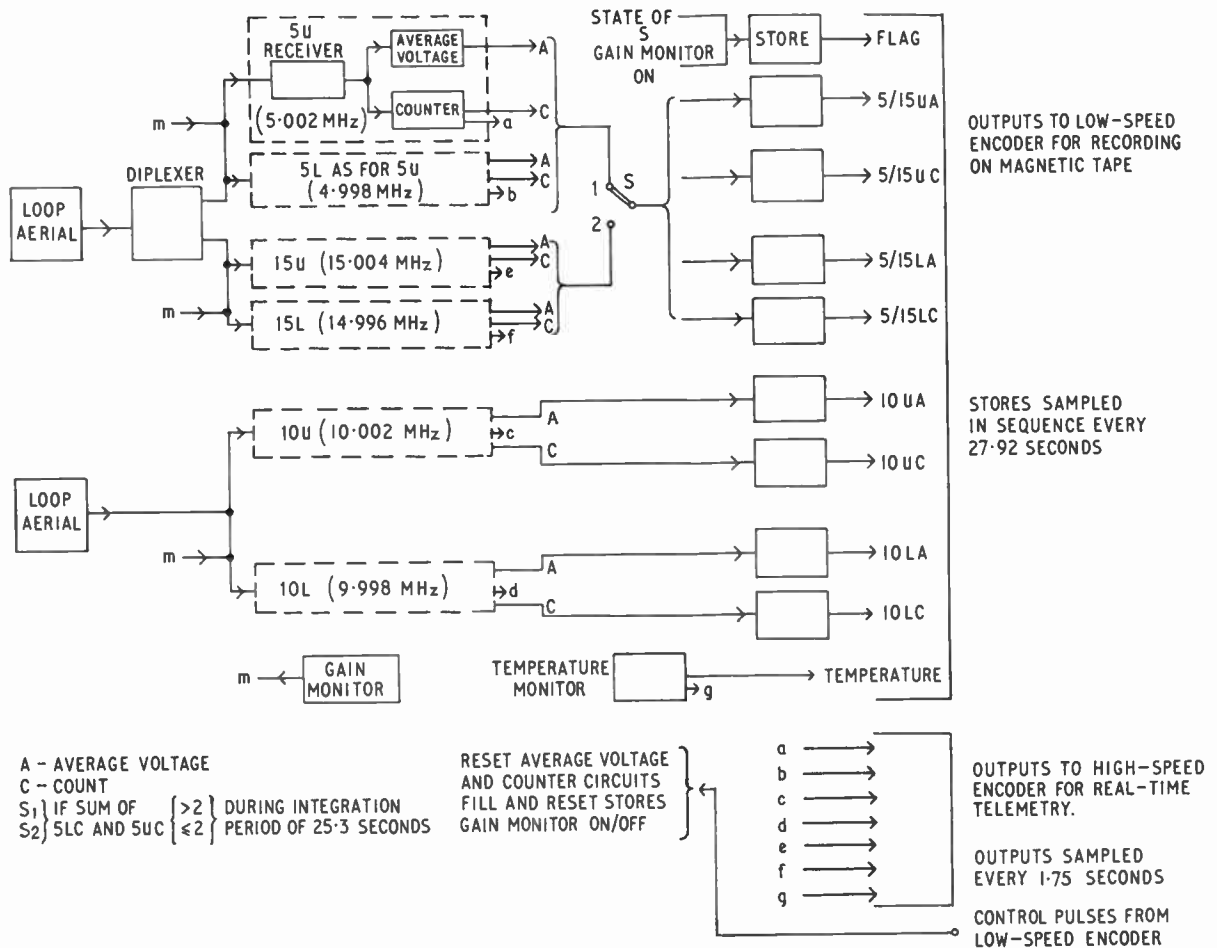 5U
RECEIVER
(5·002 MHz)
AVERAGE
VOLTAGE
COUNTER
A
C
a
m
5L AS FOR 5U
(4·998 MHz)
A
C
b
DIPLEXER
LOOP
AERIAL
15U (15·004 MHz)
A
C
e
m
15L (14·996 MHz)
A
C
f
1
S
2
STATE OF
S
GAIN MONITOR
ON
STORE
FLAG
5/15UA
5/15UC
5/15LA
5/15LC
OUTPUTS TO LOW-SPEED
ENCODER FOR RECORDING
ON MAGNETIC TAPE
10U (10·002 MHz)
A
c
C
10UA
10UC
STORES SAMPLED
IN SEQUENCE EVERY
27·92 SECONDS
LOOP
AERIAL
m
10L (9·998 MHz)
A
d
C
10LA
10LC
m
GAIN
MONITOR
TEMPERATURE
MONITOR
g
TEMPERATURE
A - AVERAGE VOLTAGE
C - COUNT
S1 } IF SUM OF { >2 } DURING INTEGRATION
S2 } 5LC AND 5UC { ⩽2 } PERIOD OF 25·3 SECONDS
RESET AVERAGE VOLTAGE
AND COUNTER CIRCUITS
FILL AND RESET STORES
GAIN MONITOR ON/OFF
a
b
c
d
e
f
g
OUTPUTS TO HIGH-SPEED
ENCODER FOR REAL-TIME
TELEMETRY.
OUTPUTS SAMPLED
EVERY 1·75 SECONDS
CONTROL PULSES FROM
LOW-SPEED ENCODER